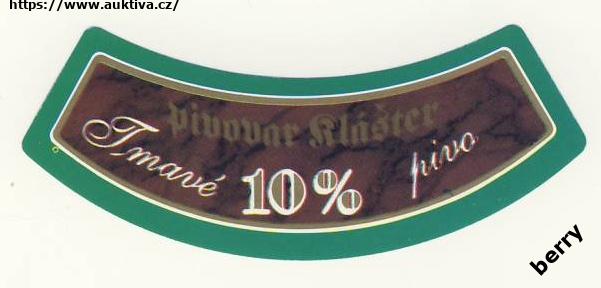 https://www.auktiva.cz/
Pivovar Klášter
Tmavé 10% pivo
berry